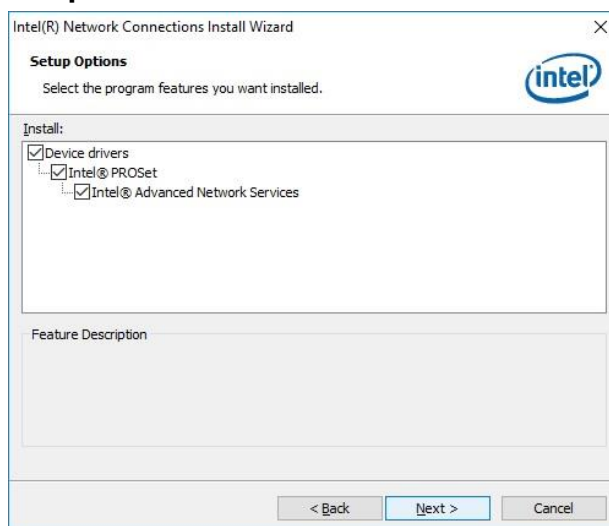 Intel(R) Network Connections Install Wizard
Setup Options
Select the program features you want installed.
intel
Install:
Device drivers
Intel® PROSet
Intel® Advanced Network Services
Feature Description
< Back
Next >
Cancel